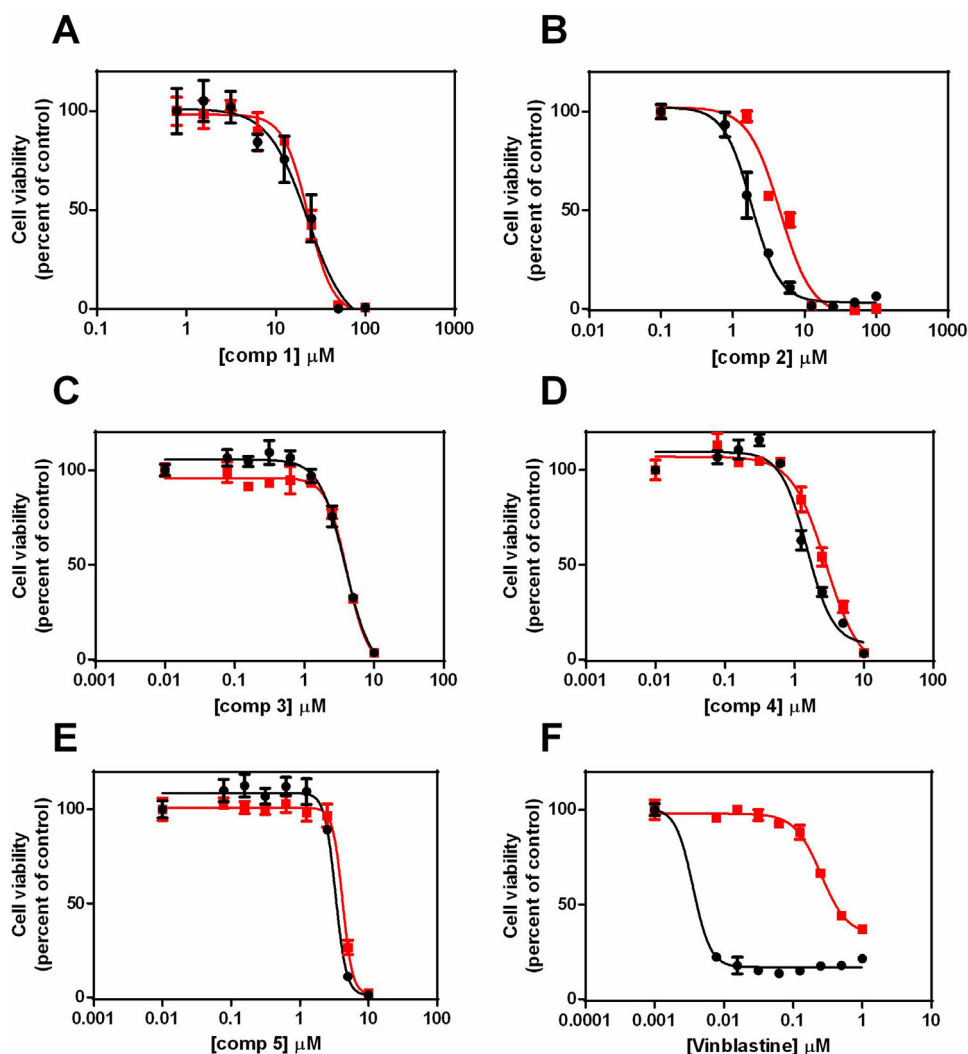 A
Cell viability
(percent of control)
100
50
0
0.1 1 10 100 1000
[comp 1] μM
B
Cell viability
(percent of control)
100
50
0
0.01 0.1 1 10 100 1000
[comp 2] μM
C
Cell viability
(percent of control)
100
50
0
0.001 0.01 0.1 1 10 100
[comp 3] μM
D
Cell viability
(percent of control)
100
50
0
0.001 0.01 0.1 1 10 100
[comp 4] μM
E
Cell viability
(percent of control)
100
50
0
0.001 0.01 0.1 1 10 100
[comp 5] μM
F
Cell viability
(percent of control)
100
50
0
0.0001 0.001 0.01 0.1 1 10
[Vinblastine] μM